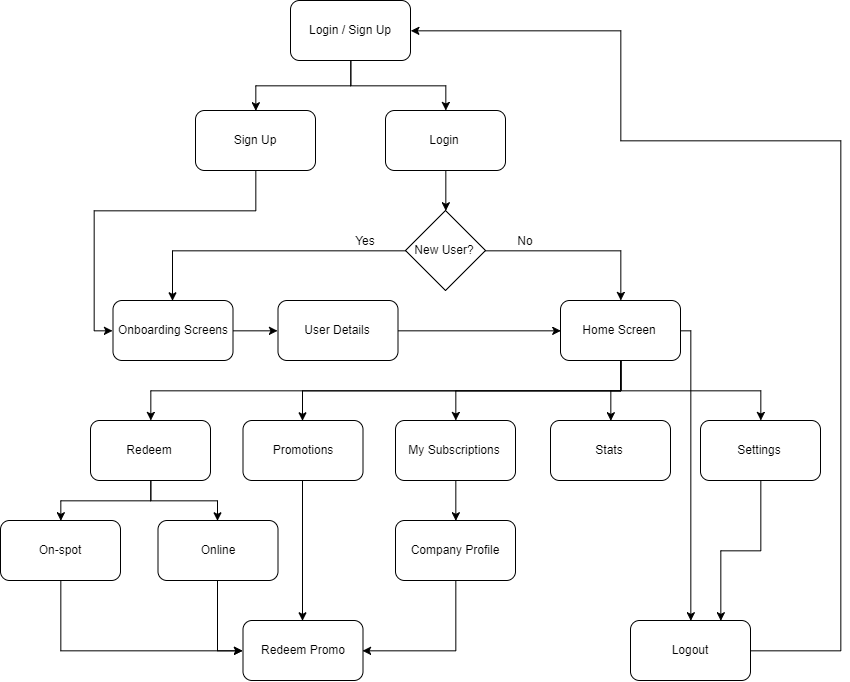 Login / Sign Up
Sign Up
Login
New User?
Yes
No
Onboarding Screens
User Details
Home Screen
Redeem
Promotions
My Subscriptions
Stats
Settings
On-spot
Online
Company Profile
Redeem Promo
Logout